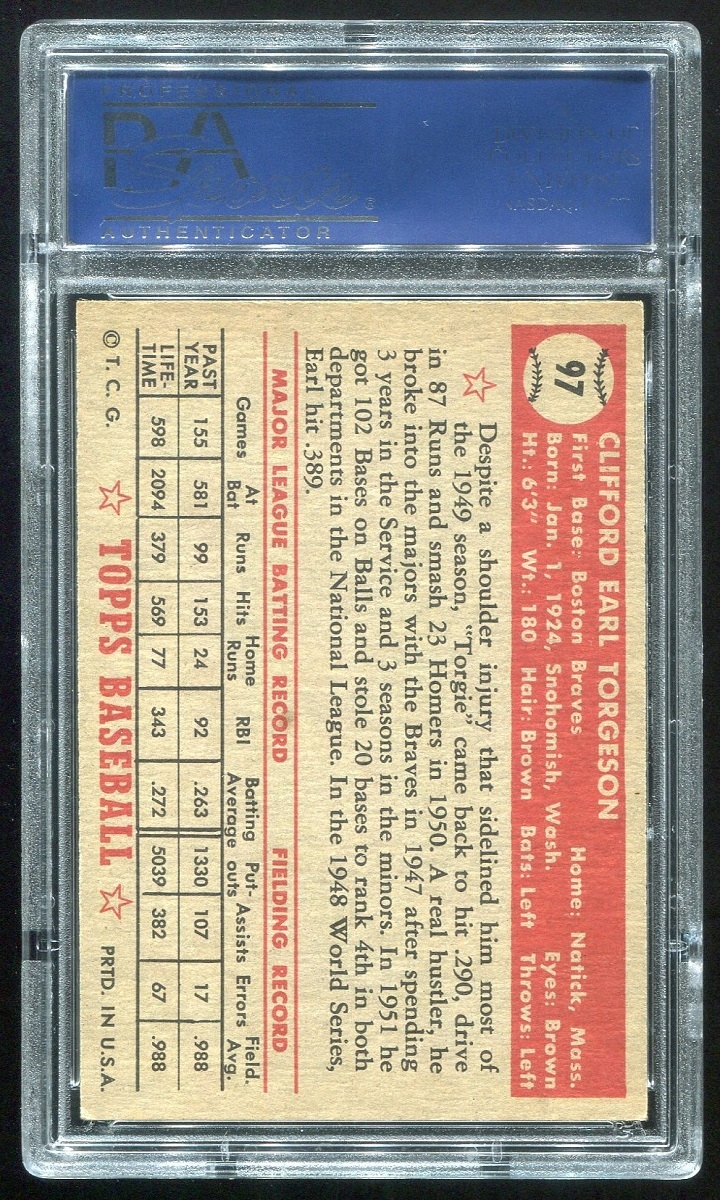 PROFESSIONAL
PSA
Sports
AUTHENTICATOR
DIVISION OF
COLLECTORS
UNIVERSE
NASDAQ:
97
CLIFFORD EARL TORGESON
First Base: Boston Braves Home: Natick, Mass.
Born: Jan. 1, 1924, Snohomish, Wash. Eyes: Brown
Ht.: 6'3" Wt.: 180 Hair: Brown Bats: Left Throws: Left
Despite a shoulder injury that sidelined him most of
the 1949 season, "Torgie" came back to hit .290, drive
in 87 Runs and smash 23 Homers in 1950. A real hustler, he
broke into the majors with the Braves in 1947 after spending
3 years in the Service and 3 seasons in the minors. In 1951 he
got 102 Bases on Balls and stole 20 bases to rank 4th in both
departments in the National League. In the 1948 World Series,
Earl hit .389.
MAJOR LEAGUE BATTING RECORD FIELDING RECORD
Games At Bat Runs Hits Home Runs RBI Batting Average Put-outs Assists Errors Field. Avg.
PAST YEAR 155 581 99 153 24 92 .263 1330 107 17 .988
LIFE-TIME 598 2094 379 569 77 343 .272 5039 382 67 .988
© T. C. G. TOPPS BASEBALL PRTD. IN U.S.A.